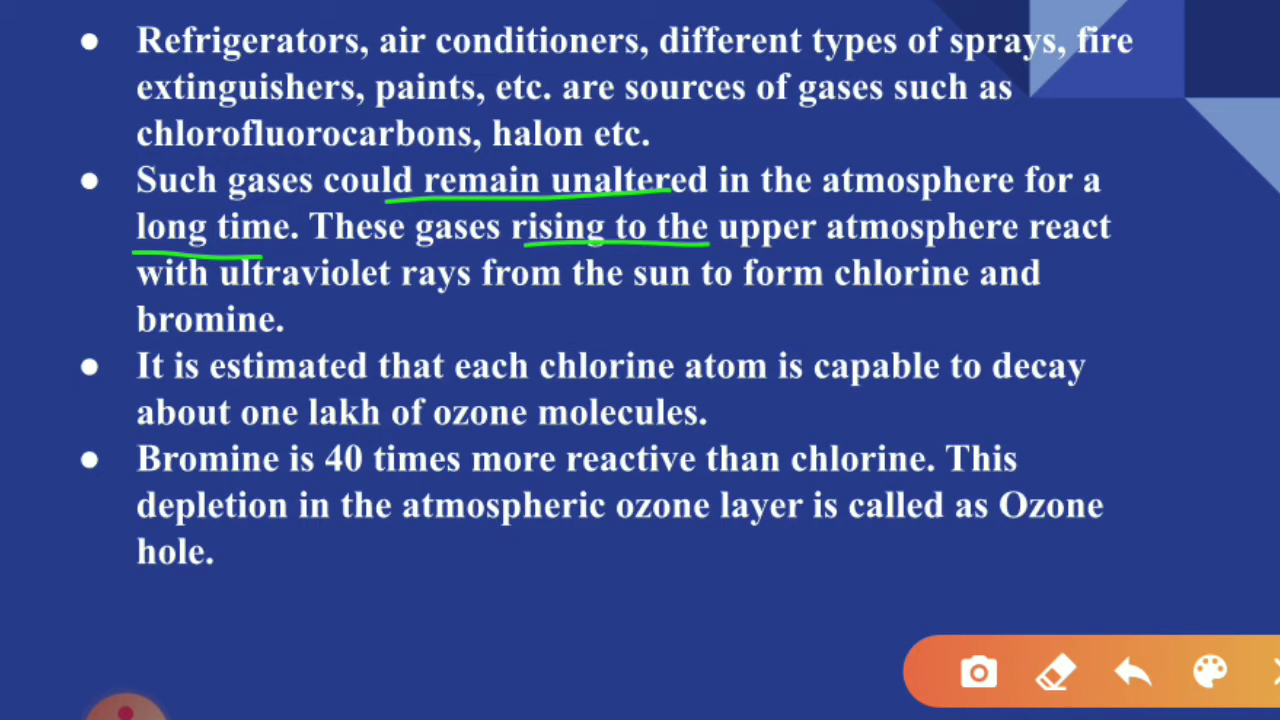 ● Refrigerators, air conditioners, different types of sprays, fire
extinguishers, paints, etc. are sources of gases such as
chlorofluorocarbons, halon etc.
● Such gases could remain unaltered in the atmosphere for a
long time. These gases rising to the upper atmosphere react
with ultraviolet rays from the sun to form chlorine and
bromine.
● It is estimated that each chlorine atom is capable to decay
about one lakh of ozone molecules.
● Bromine is 40 times more reactive than chlorine. This
depletion in the atmospheric ozone layer is called as Ozone
hole.